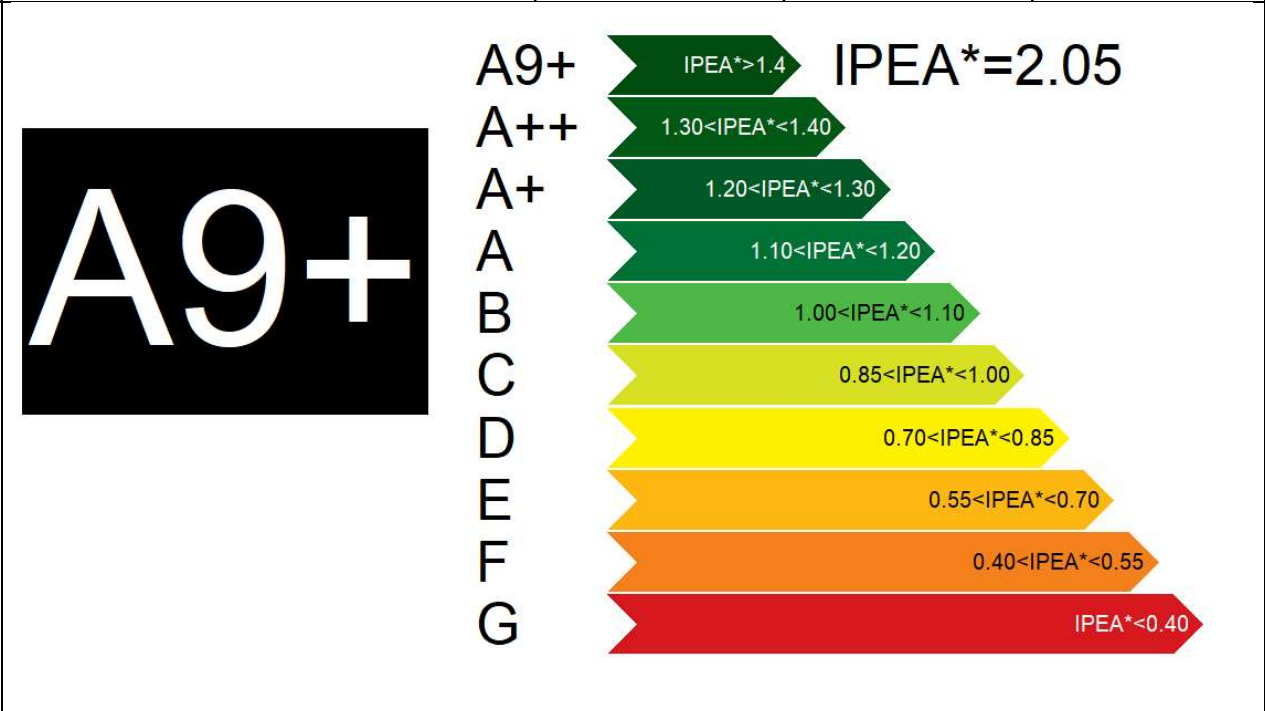 A9+
A9+ IPEA*>1.4 IPEA*=2.05
A++ 1.30<IPEA*<1.40
A+ 1.20<IPEA*<1.30
A 1.10<IPEA*<1.20
B 1.00<IPEA*<1.10
C 0.85<IPEA*<1.00
D 0.70<IPEA*<0.85
E 0.55<IPEA*<0.70
F 0.40<IPEA*<0.55
G IPEA*<0.40